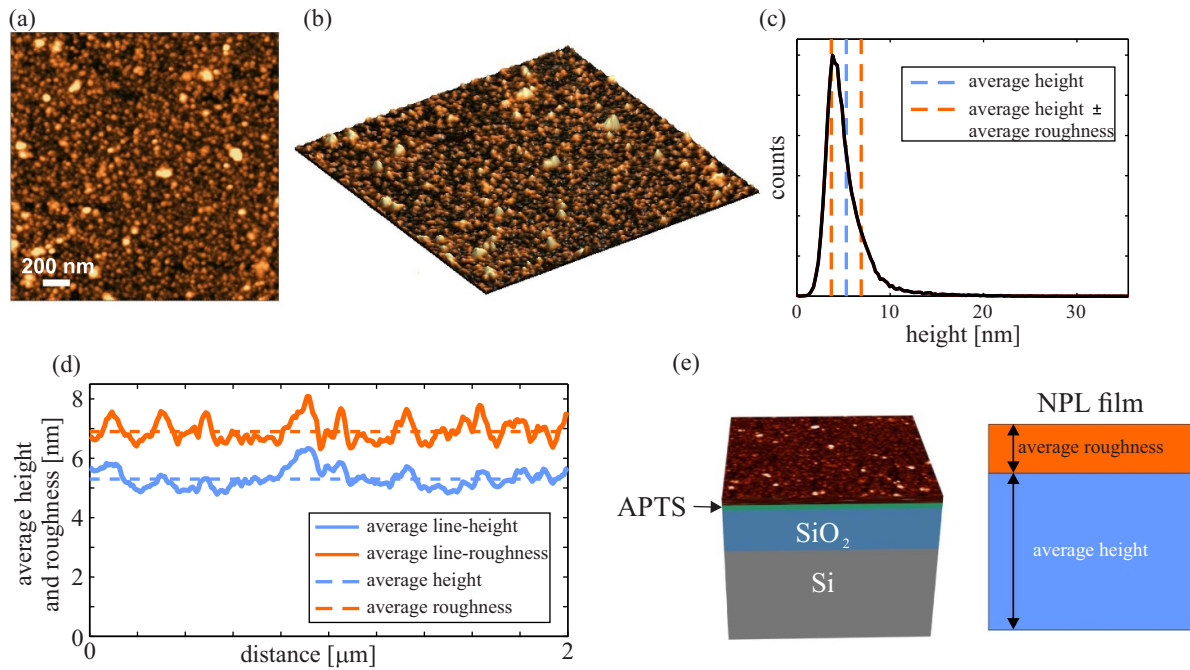 (a)
200 nm
(b)
(c)
counts
average height
average height ±
average roughness
0
10
20
30
height [nm]
(d)
average height
and roughness [nm]
8
6
4
2
0
average line-height
average line-roughness
average height
average roughness
0
2
distance [μm]
(e)
APTS
SiO2
Si
NPL film
average roughness
average height